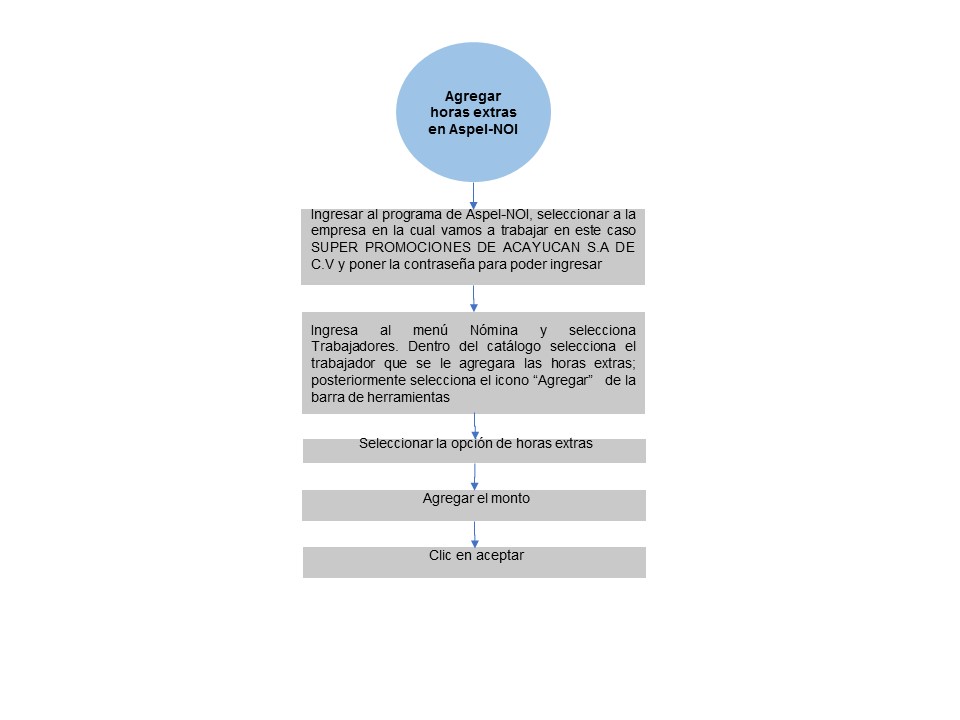 Agregar
horas extras
en Aspel-NOI
Ingresar al programa de Aspel-NOI, seleccionar a la
empresa en la cual vamos a trabajar en este caso
SUPER PROMOCIONES DE ACAYUCAN S.A DE
C.V y poner la contraseña para poder ingresar
Ingresa al menú Nómina y selecciona
Trabajadores. Dentro del catálogo selecciona el
trabajador que se le agregara las horas extras;
posteriormente selecciona el icono “Agregar” de la
barra de herramientas
Seleccionar la opción de horas extras
Agregar el monto
Clic en aceptar